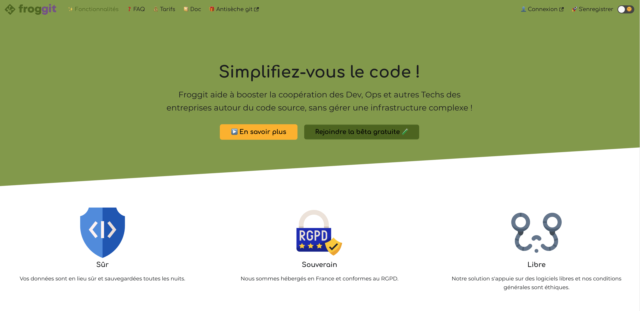 froggit
Fonctionnalités
FAQ
Tarifs
Doc
Antisèche git
Connexion
S'enregistrer
Simplifiez-vous le code !
Froggit aide à booster la coopération des Dev, Ops et autres Techs des
entreprises autour du code source, sans gérer une infrastructure complexe !
En savoir plus
Rejoindre la bêta gratuite
RGPD
Sûr
Souverain
Libre
Vos données sont en lieu sûr et sauvegardées toutes les nuits.
Nous sommes hébergés en France et conformes au RGPD.
Notre solution s'appuie sur des logiciels libres et nos conditions
générales sont éthiques.